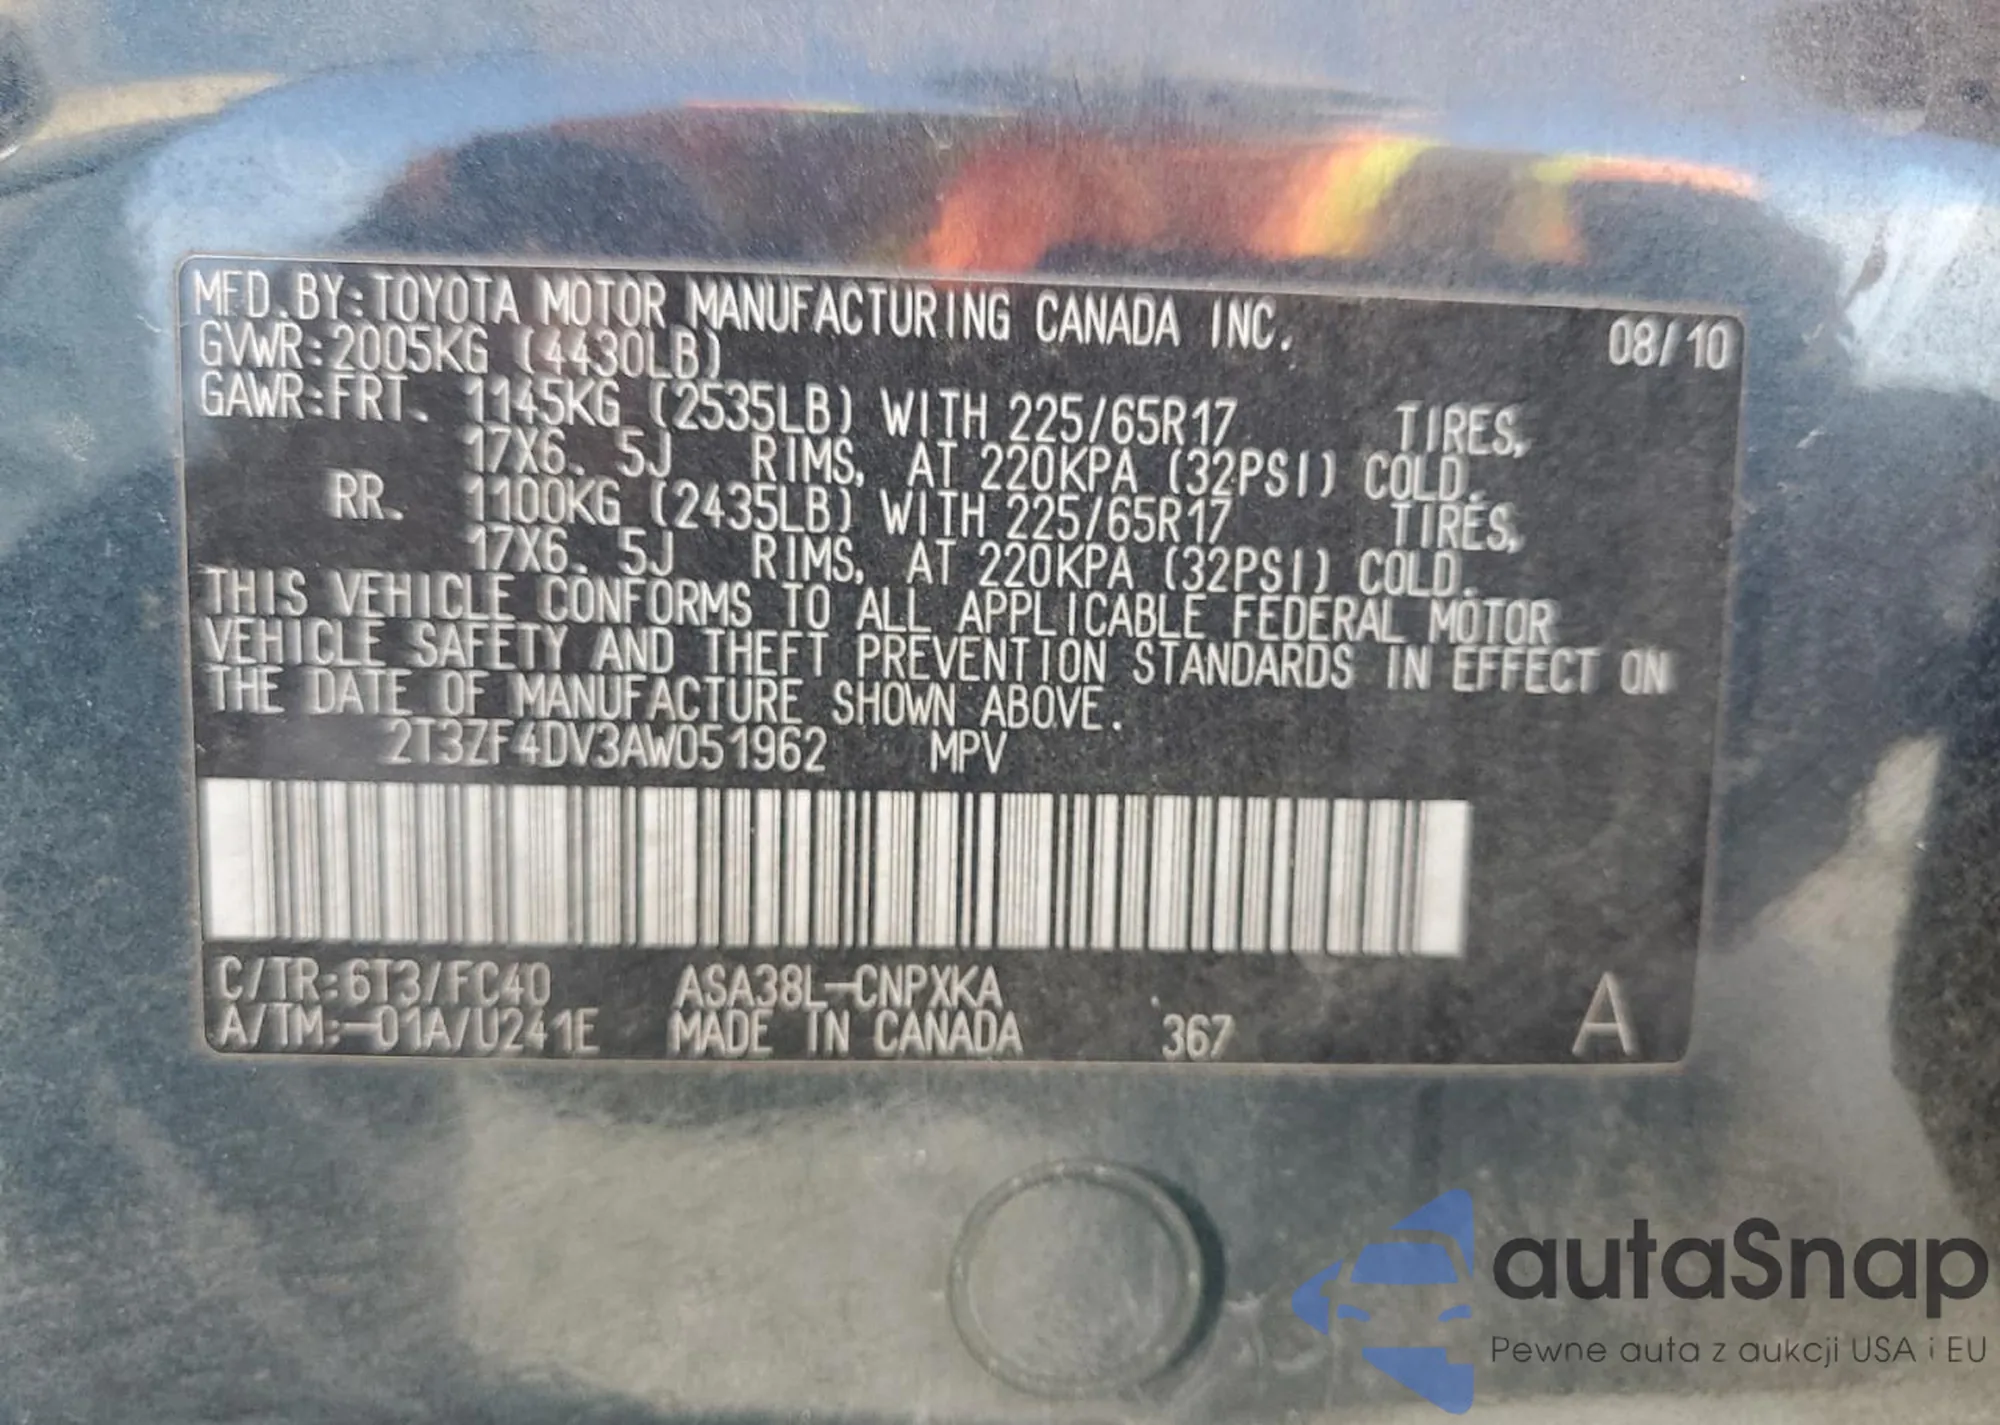 MFD.BY:TOYOTA MOTOR MANUFACTURING CANADA INC. 08/10
GVWR:2005KG (4430LB)
GAWR:FRT. 1145KG (2535LB) WITH 225/65R17 TIRES,
17X6.5J RIMS, AT 220KPA (32PSI) COLD.
RR. 1100KG (2435LB) WITH 225/65R17 TIRES,
17X6.5J RIMS, AT 220KPA (32PSI) COLD.
THIS VEHICLE CONFORMS TO ALL APPLICABLE FEDERAL MOTOR
VEHICLE SAFETY AND THEFT PREVENTION STANDARDS IN EFFECT ON
THE DATE OF MANUFACTURE SHOWN ABOVE.
2T3ZF4DV3AW051962 MPV
C/TR:6T3/FC40 ASA38L-CNPXKA
A/TM:-01A/U241E MADE IN CANADA 367 A
autaSnap
Pewne auta z aukcji USA i EU